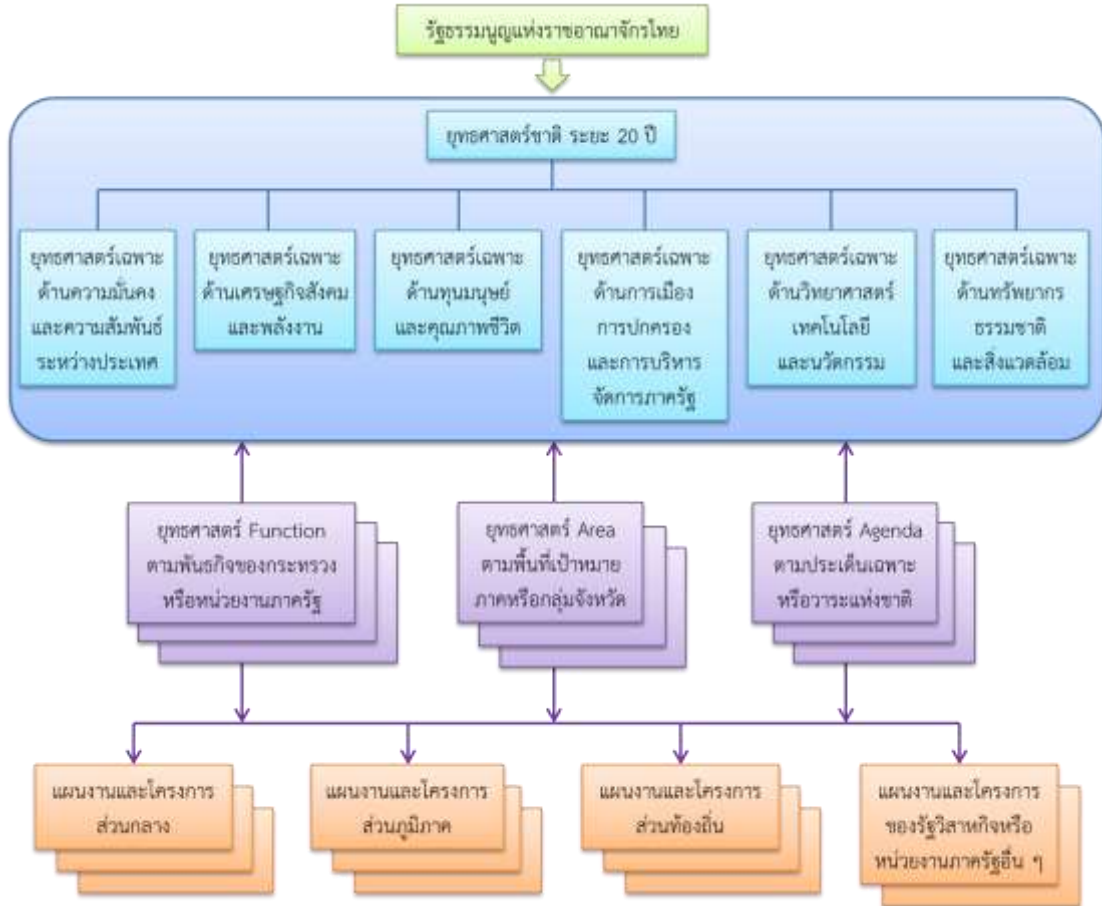 รัฐธรรมนูญแห่งราชอาณาจักรไทย
ยุทธศาสตร์ชาติ ระยะ 20 ปี
ยุทธศาสตร์เฉพาะ
ด้านความมั่นคง
และความสัมพันธ์
ระหว่างประเทศ
ยุทธศาสตร์เฉพาะ
ด้านเศรษฐกิจสังคม
และพลังงาน
ยุทธศาสตร์เฉพาะ
ด้านทุนมนุษย์
และคุณภาพชีวิต
ยุทธศาสตร์เฉพาะ
ด้านการเมือง
การปกครอง
และการบริหาร
จัดการภาครัฐ
ยุทธศาสตร์เฉพาะ
ด้านวิทยาศาสตร์
เทคโนโลยี
และนวัตกรรม
ยุทธศาสตร์เฉพาะ
ด้านทรัพยากร
ธรรมชาติ
และสิ่งแวดล้อม
ยุทธศาสตร์ Function
ตามพันธกิจของกระทรวง
หรือหน่วยงานภาครัฐ
ยุทธศาสตร์ Area
ตามพื้นที่เป้าหมาย
ภาคหรือกลุ่มจังหวัด
ยุทธศาสตร์ Agenda
ตามประเด็นเฉพาะ
หรือวาระแห่งชาติ
แผนงานและโครงการ
ส่วนกลาง
แผนงานและโครงการ
ส่วนภูมิภาค
แผนงานและโครงการ
ส่วนท้องถิ่น
แผนงานและโครงการ
ของรัฐวิสาหกิจหรือ
หน่วยงานภาครัฐอื่น ๆ